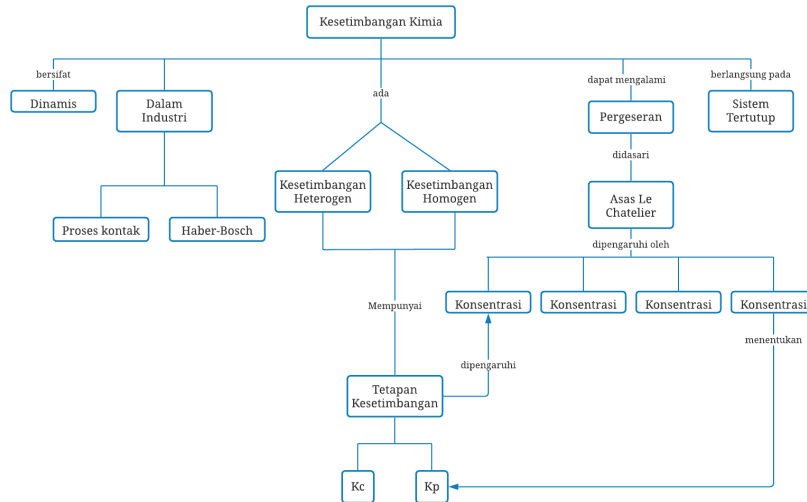 Kesetimbangan Kimia
bersifat
dapat mengalami
berlangsung pada
Dinamis
Dalam
Industri
ada
Pergeseran
Sistem
Tertutup
didasari
Kesetimbangan
Heterogen
Kesetimbangan
Homogen
Asas Le
Chatelier
Proses kontak
Haber-Bosch
dipengaruhi oleh
Mempunyai
Konsentrasi
Konsentrasi
Konsentrasi
Konsentrasi
menentukan
dipengaruhi
Tetapan
Kesetimbangan
Kc
Kp